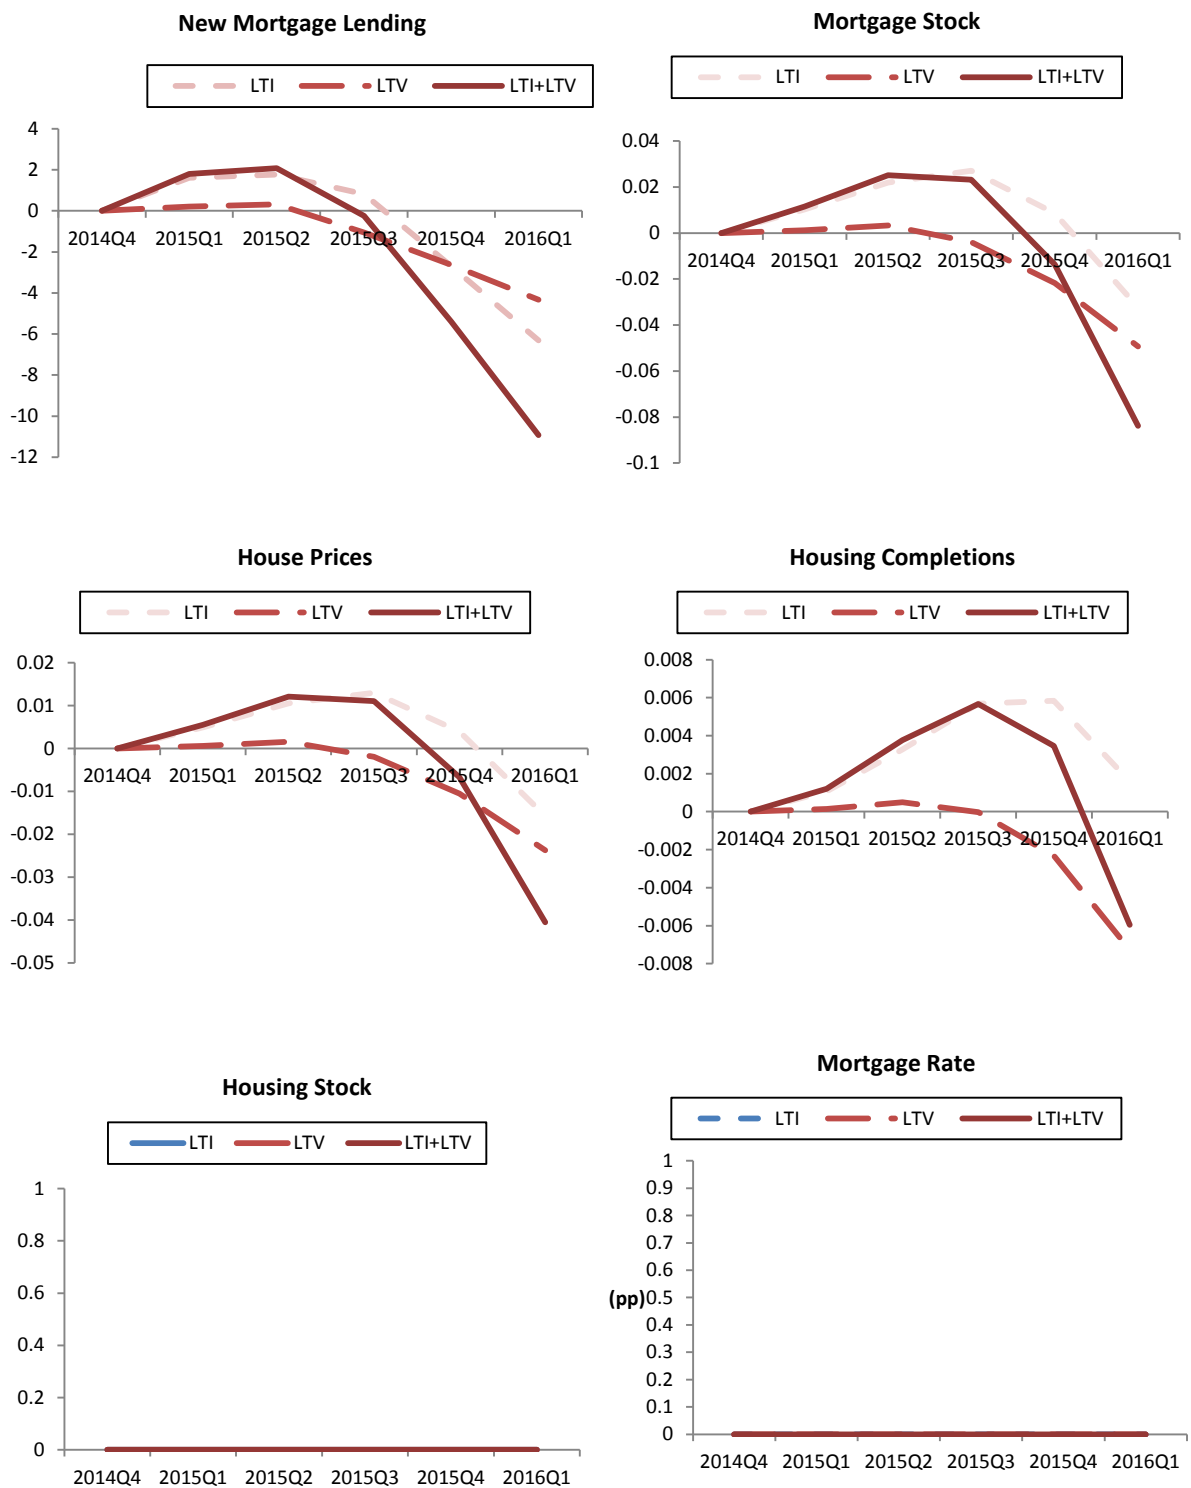 New Mortgage Lending
LTI LTV LTI+LTV
4
2
0
-2
-4
-6
-8
-10
-12
2014Q4 2015Q1 2015Q2 2015Q3 2015Q4 2016Q1
Mortgage Stock
LTI LTV LTI+LTV
0.04
0.02
0
-0.02
-0.04
-0.06
-0.08
-0.1
2014Q4 2015Q1 2015Q2 2015Q3 2015Q4 2016Q1
House Prices
LTI LTV LTI+LTV
0.02
0.01
0
-0.01
-0.02
-0.03
-0.04
-0.05
2014Q4 2015Q1 2015Q2 2015Q3 2015Q4 2016Q1
Housing Completions
LTI LTV LTI+LTV
0.008
0.006
0.004
0.002
0
-0.002
-0.004
-0.006
-0.008
2014Q4 2015Q1 2015Q2 2015Q3 2015Q4 2016Q1
Housing Stock
LTI LTV LTI+LTV
1
0.8
0.6
0.4
0.2
0
2014Q4 2015Q1 2015Q2 2015Q3 2015Q4 2016Q1
Mortgage Rate
LTI LTV LTI+LTV
(pp)
1
0.9
0.8
0.7
0.6
0.5
0.4
0.3
0.2
0.1
0
2014Q4 2015Q1 2015Q2 2015Q3 2015Q4 2016Q1